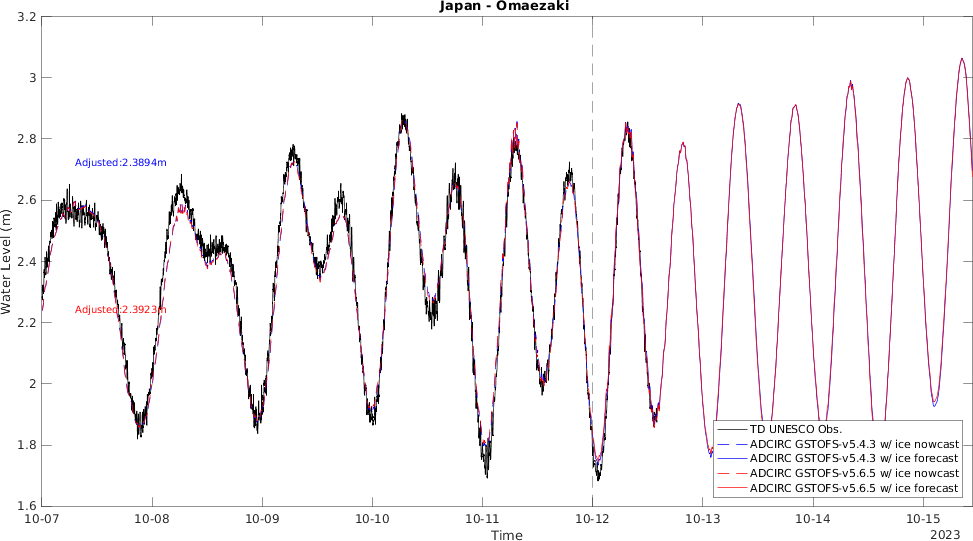 Japan - Omaezaki
3.2
3
2.8
2.6
2.4
2.2
2
1.8
1.6
Water Level (m)
Adjusted:2.3894m
Adjusted:2.3923m
TD UNESCO Obs.
ADCIRC GSTOFS-v5.4.3 w/ ice nowcast
ADCIRC GSTOFS-v5.4.3 w/ ice forecast
ADCIRC GSTOFS-v5.6.5 w/ ice nowcast
ADCIRC GSTOFS-v5.6.5 w/ ice forecast
10-07 10-08 10-09 10-10 10-11 10-12 10-13 10-14 10-15
Time
2023